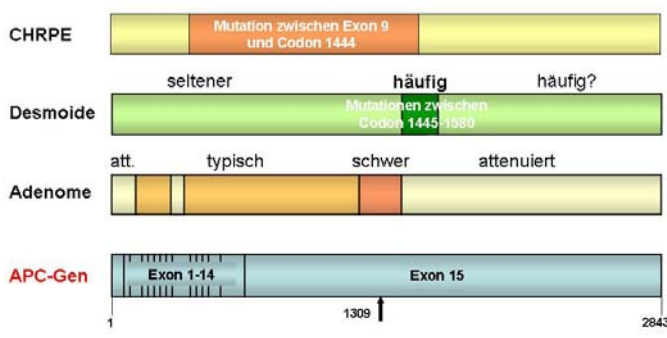 CHRPE
Mutation zwischen Exon 9
und Codon 1444
seltener häufig häufig?
Desmoide
Mutationen zwischen
Codon 1445-1580
att. typisch schwer attenuiert
Adenome
APC-Gen
Exon 1-14 Exon 15
1309
1 2843